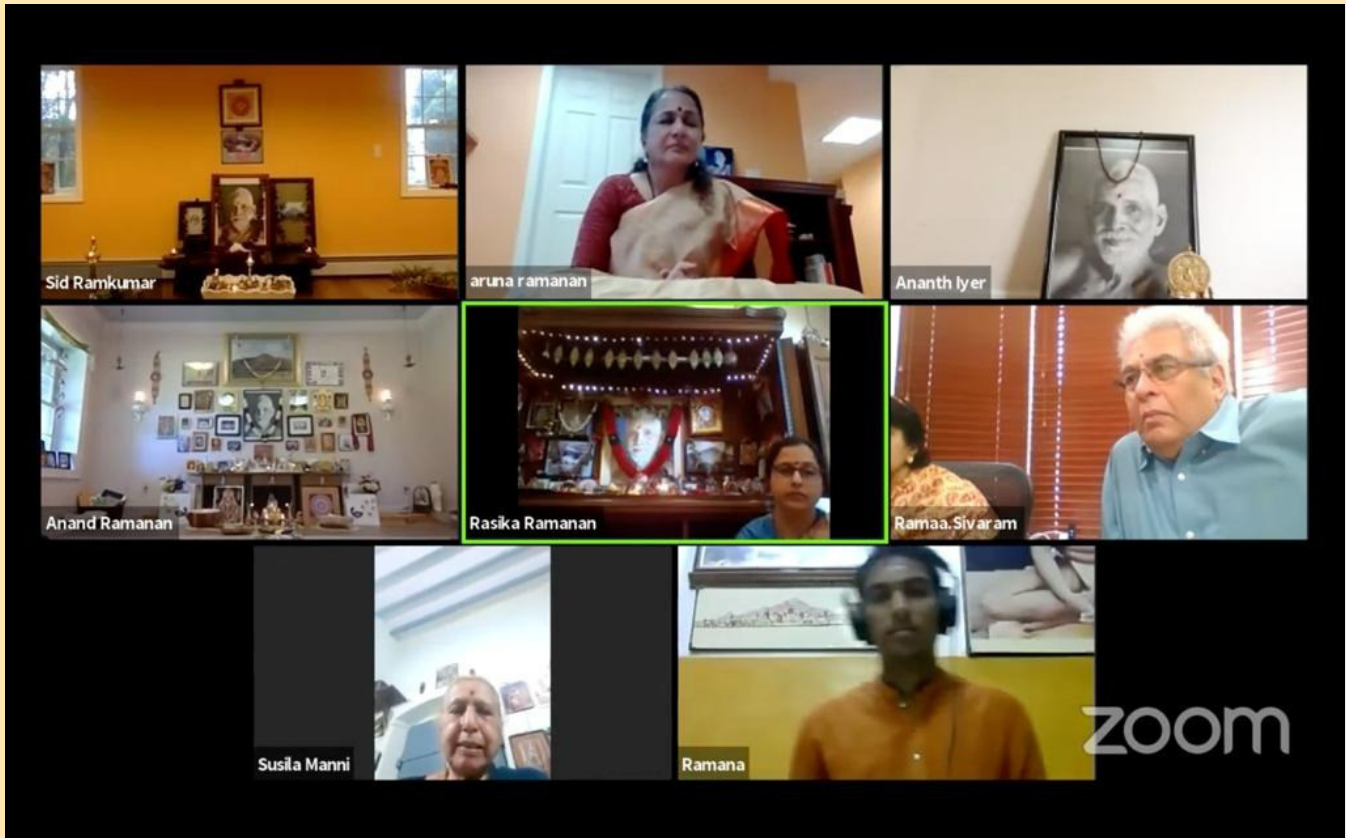 Sid Ramkumar
aruna ramanan
Ananth Iyer
Anand Ramanan
Rasika Ramanan
Ramaa.Sivaram
Susila Manni
Ramana
zoom